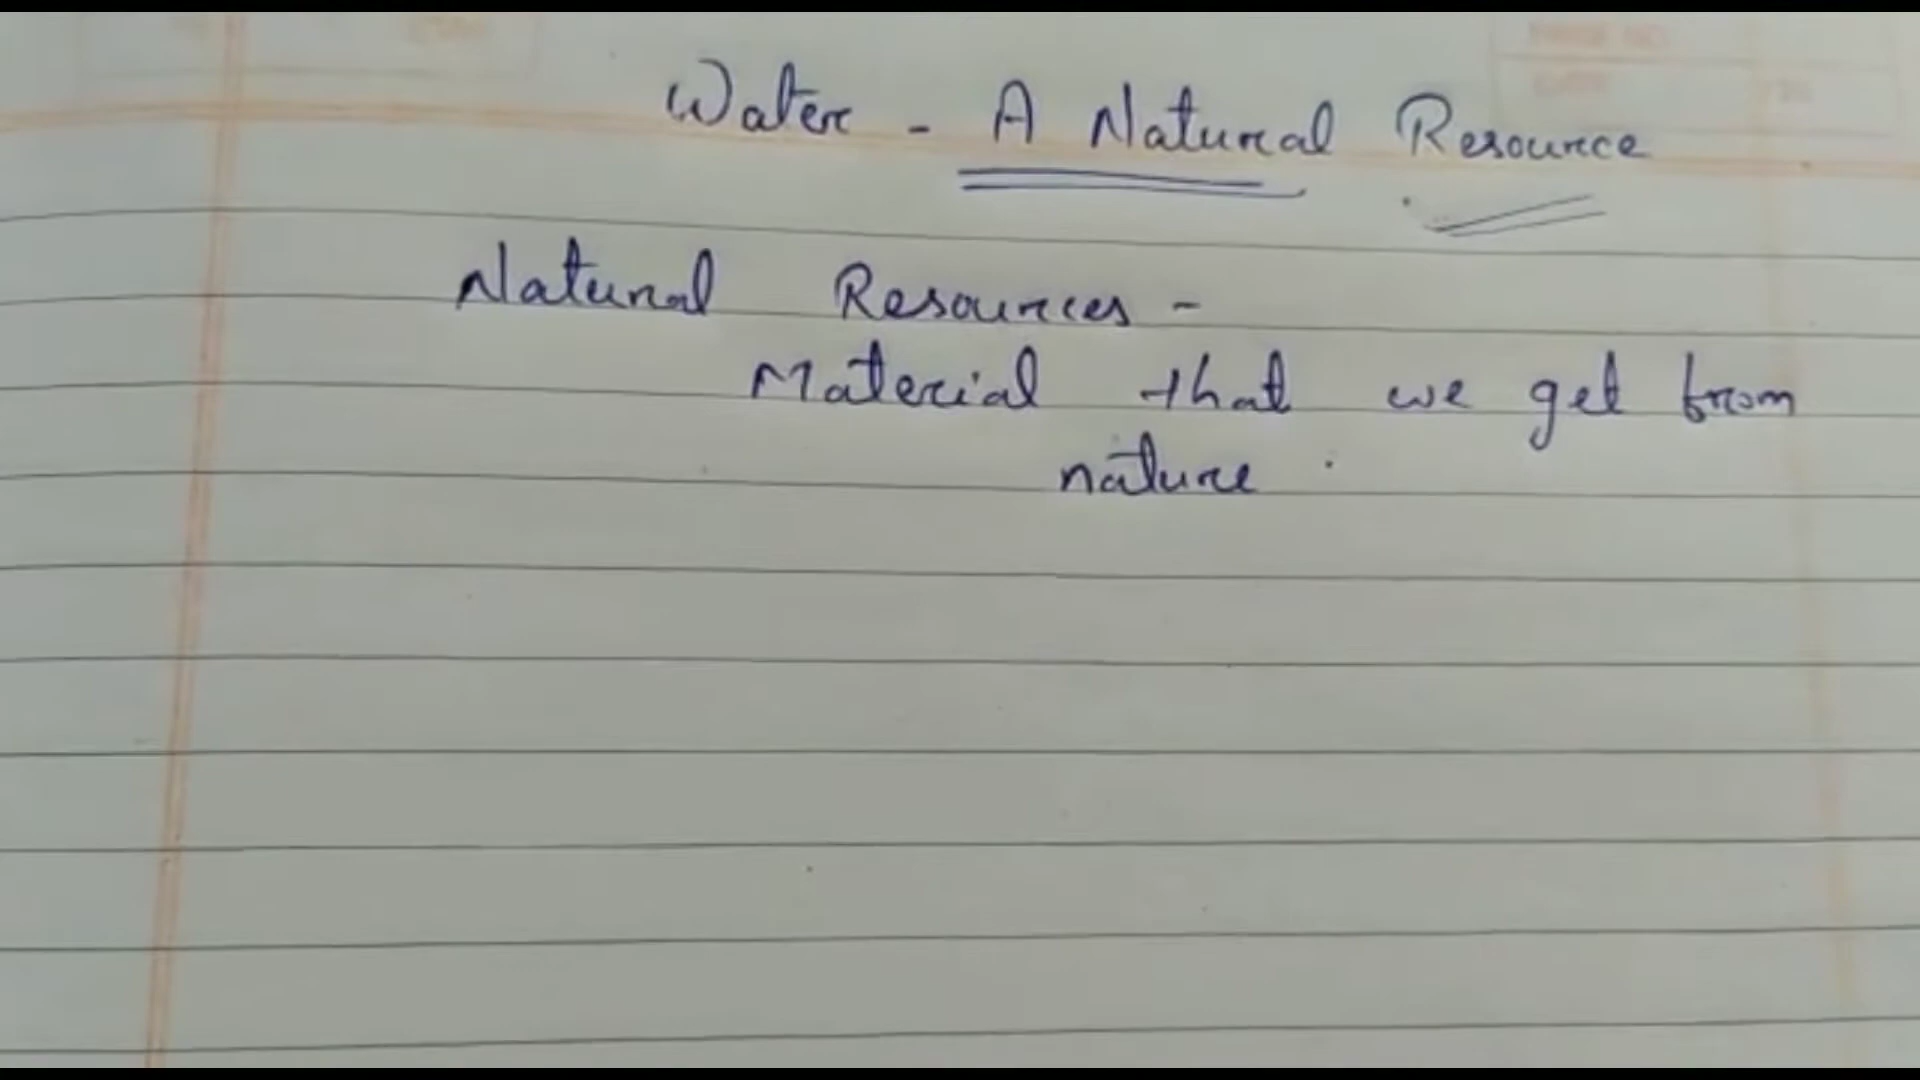 Water - A Natural Resource
Natural Resources -
Material that we get from
nature.